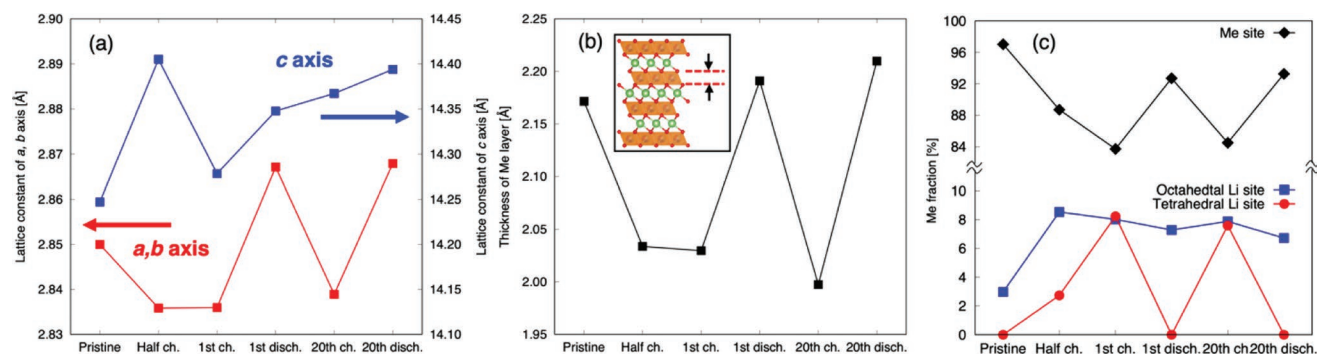 (a)
c axis
a,b axis
Lattice constant of a, b axis [Å]
2.90
2.89
2.88
2.87
2.86
2.85
2.84
2.83
Lattice constant of c axis [Å]
14.45
14.40
14.35
14.30
14.25
14.20
14.15
14.10
Pristine Half ch. 1st ch. 1st disch. 20th ch. 20th disch.
(b)
Thickness of Me layer [Å]
2.25
2.20
2.15
2.10
2.05
2.00
1.95
Pristine Half ch. 1st ch. 1st disch. 20th ch. 20th disch.
(c)
Me site
Octahedtal Li site
Tetrahedral Li site
Me fraction [%]
100
96
92
88
84
10
8
6
4
2
0
Pristine Half ch. 1st ch. 1st disch. 20th ch. 20th disch.